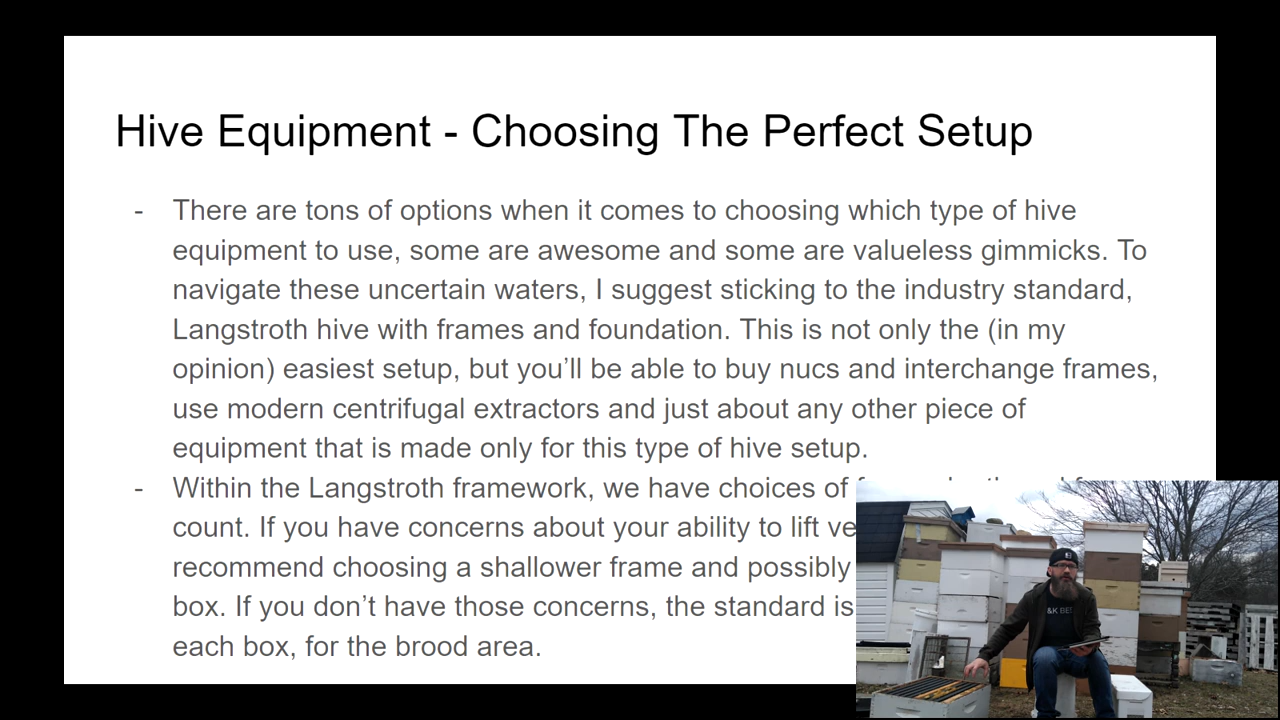 Hive Equipment - Choosing The Perfect Setup
- There are tons of options when it comes to choosing which type of hive
equipment to use, some are awesome and some are valueless gimmicks. To
navigate these uncertain waters, I suggest sticking to the industry standard,
Langstroth hive with frames and foundation. This is not only the (in my
opinion) easiest setup, but you’ll be able to buy nucs and interchange frames,
use modern centrifugal extractors and just about any other piece of
equipment that is made only for this type of hive setup.
- Within the Langstroth framework, we have choices of
count. If you have concerns about your ability to lift
recommend choosing a shallower frame and possibly
box. If you don’t have those concerns, the standard is
each box, for the brood area.